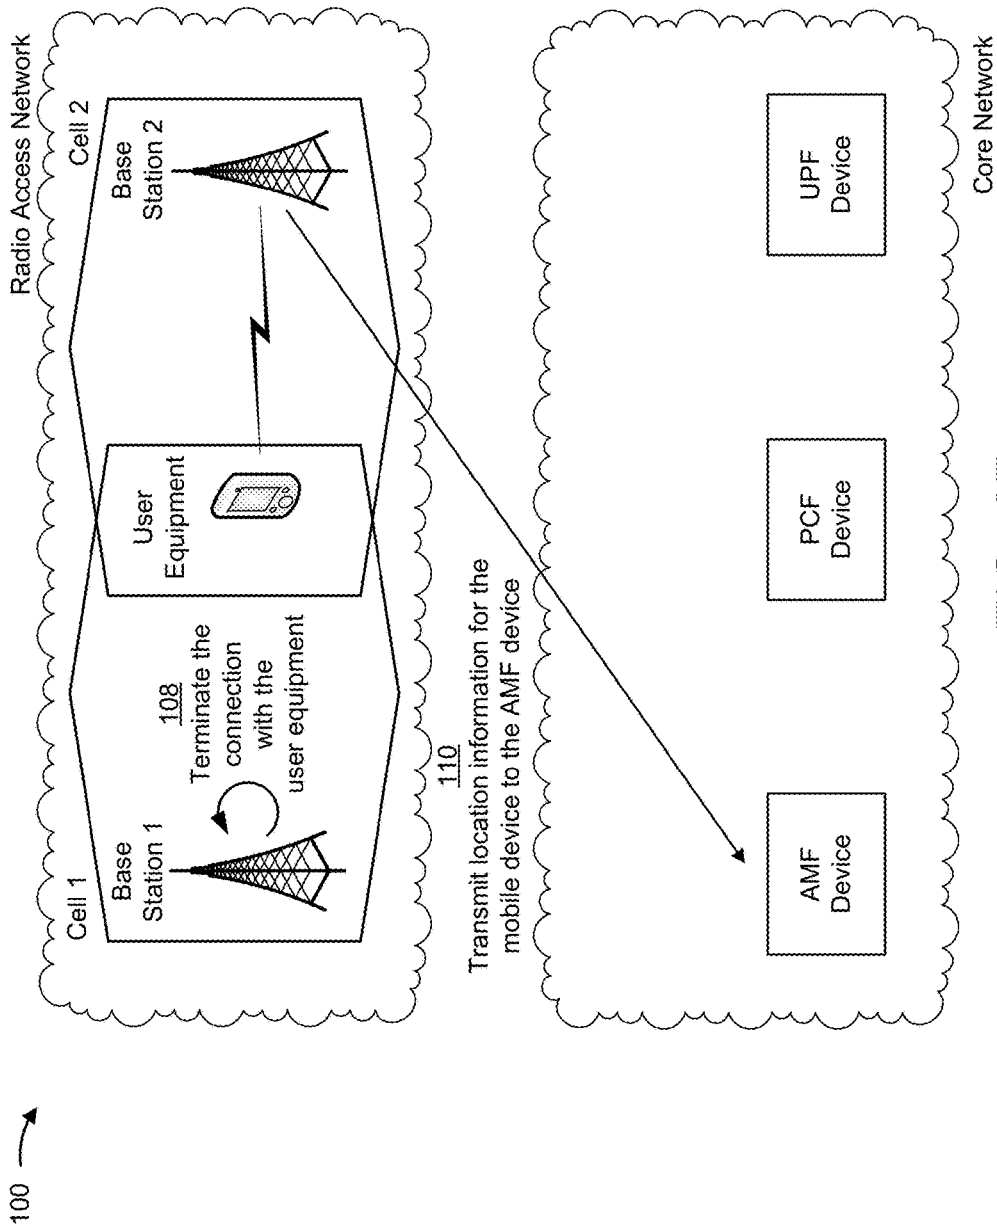 100
Radio Access Network
Cell 1
Cell 2
Base
Station 1
108
Terminate the
connection
with the
user equipment
User
Equipment
Base
Station 2
110
Transmit location information for the
mobile device to the AMF device
AMF
Device
PCF
Device
UPF
Device
Core Network